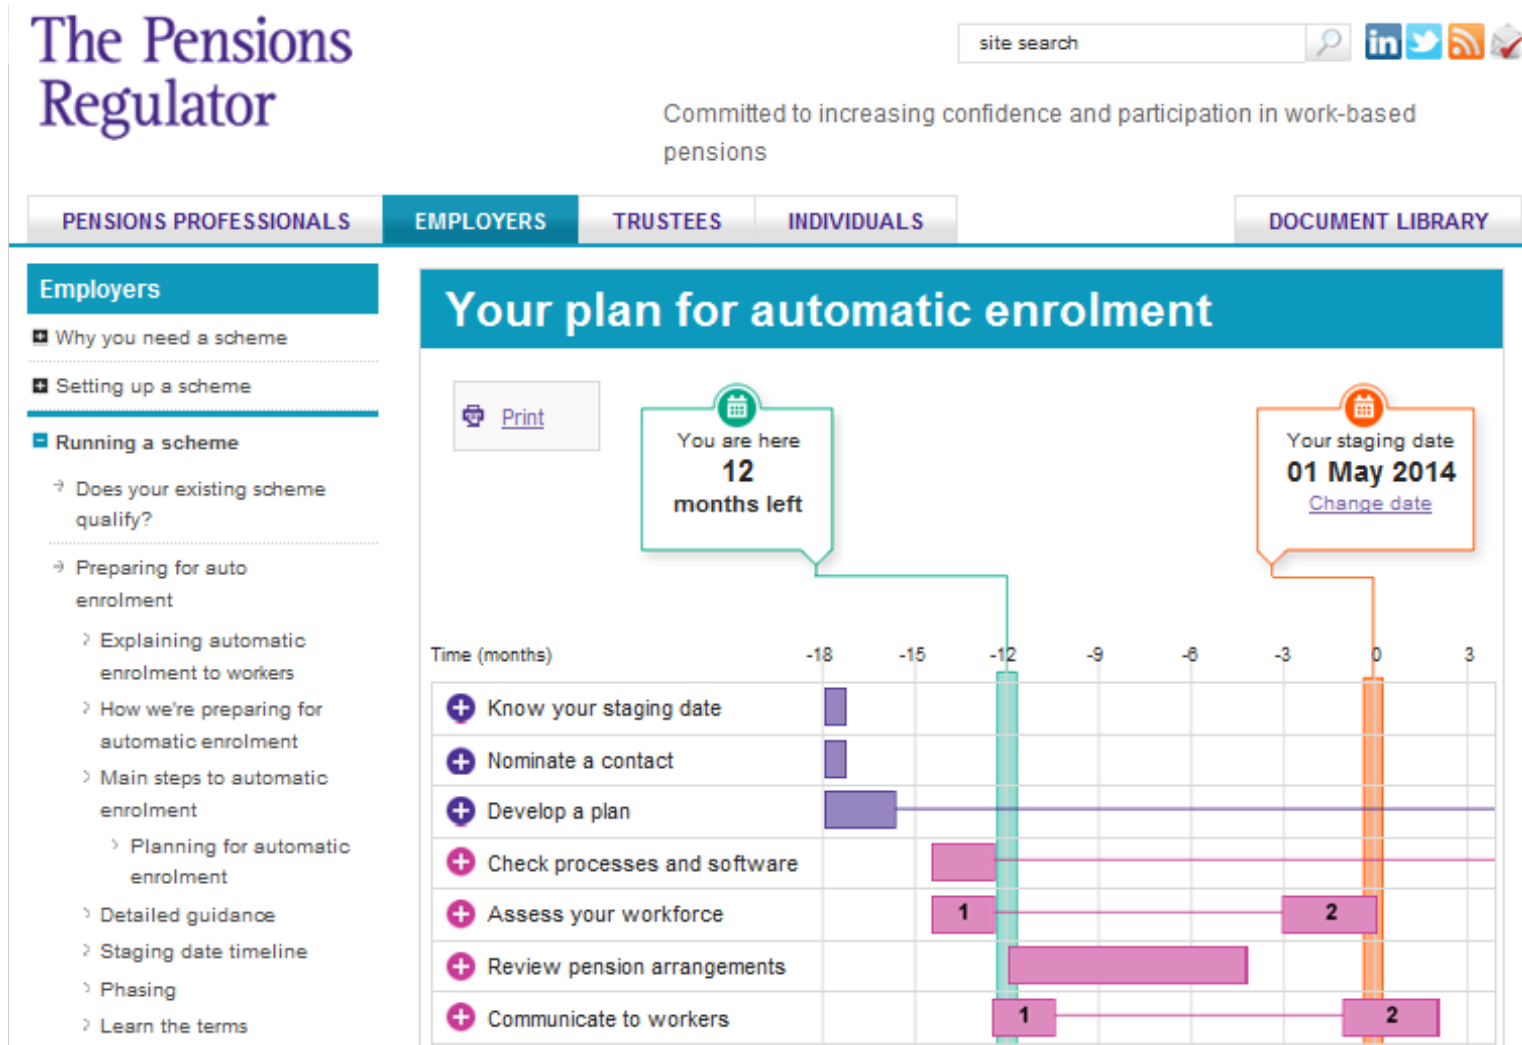 The Pensions
Regulator
site search
in
Committed to increasing confidence and participation in work-based
pensions
PENSIONS PROFESSIONALS
EMPLOYERS
TRUSTEES
INDIVIDUALS
DOCUMENT LIBRARY
Employers
Why you need a scheme
Setting up a scheme
Running a scheme
Does your existing scheme
qualify?
Preparing for auto
enrolment
Explaining automatic
enrolment to workers
How we're preparing for
automatic enrolment
Main steps to automatic
enrolment
Planning for automatic
enrolment
Detailed guidance
Staging date timeline
Phasing
Learn the terms
Your plan for automatic enrolment
Print
You are here
12
months left
Your staging date
01 May 2014
Change date
Time (months) -18 -15 -12 -9 -6 -3 0 3
Know your staging date
Nominate a contact
Develop a plan
Check processes and software
Assess your workforce 1 2
Review pension arrangements
Communicate to workers 1 2